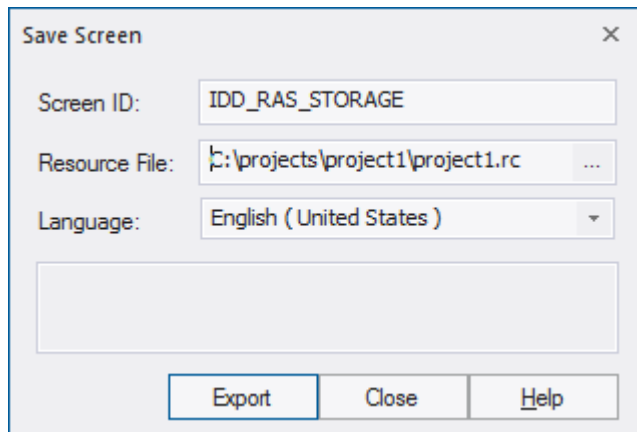 Save Screen
Screen ID: IDD_RAS_STORAGE
Resource File: C:\projects\project1\project1.rc ...
Language: English ( United States )
Export Close Help